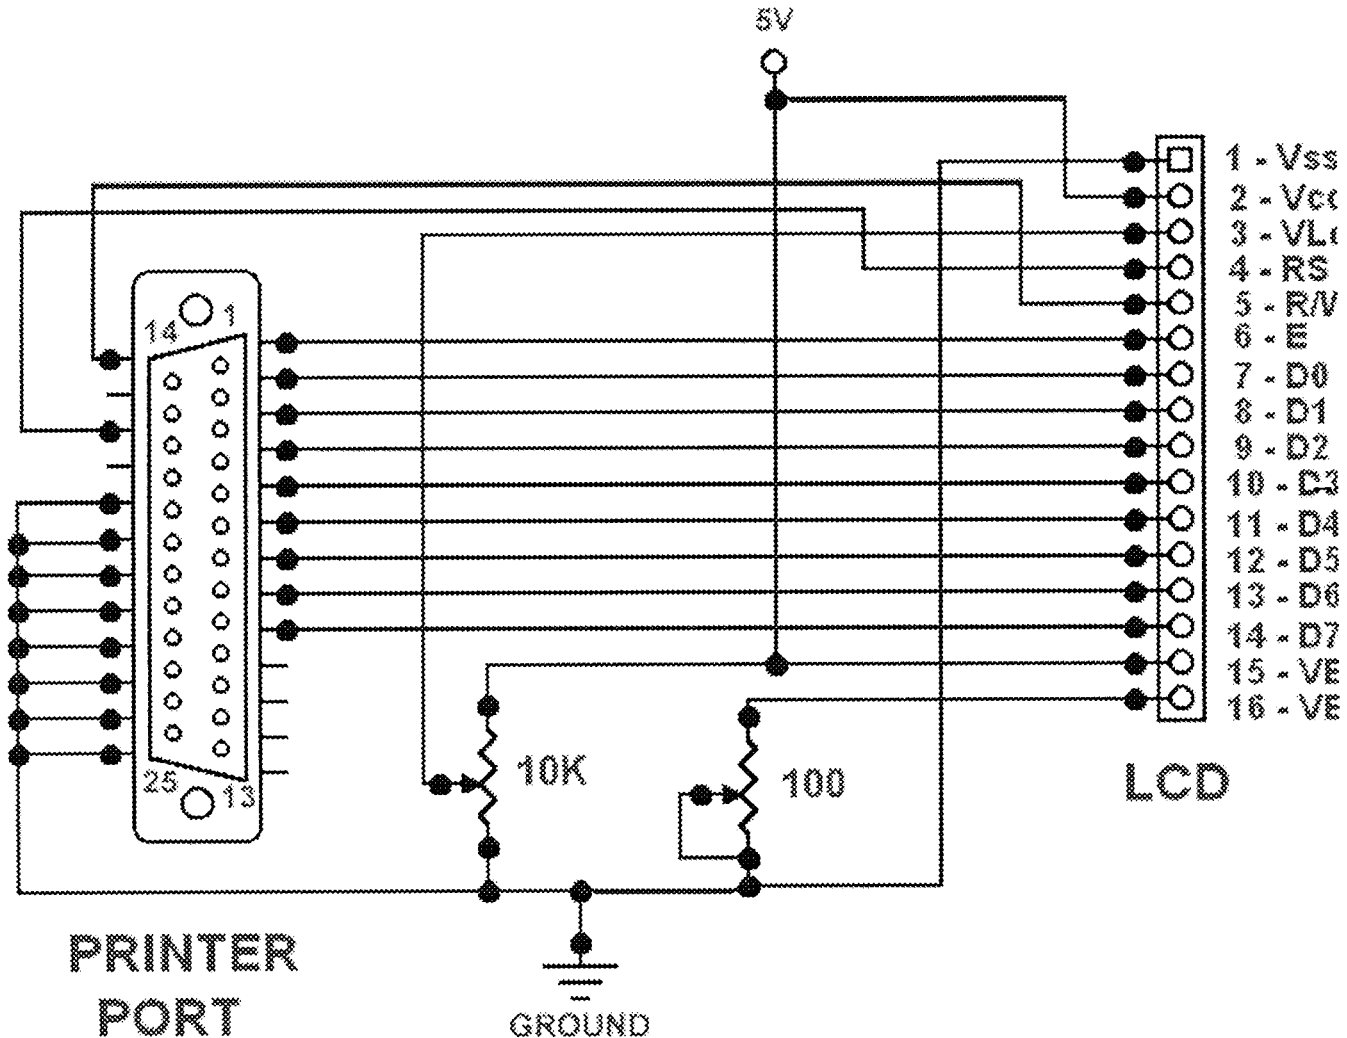 5V
1 - Vss
2 - Vcc
3 - VL
4 - RS
5 - R/
6 - E
7 - D0
8 - D1
9 - D2
10 - D3
11 - D4
12 - D5
13 - D6
14 - D7
15 - VE
16 - VE
LCD
14
1
25
13
10K
100
PRINTER
PORT
GROUND